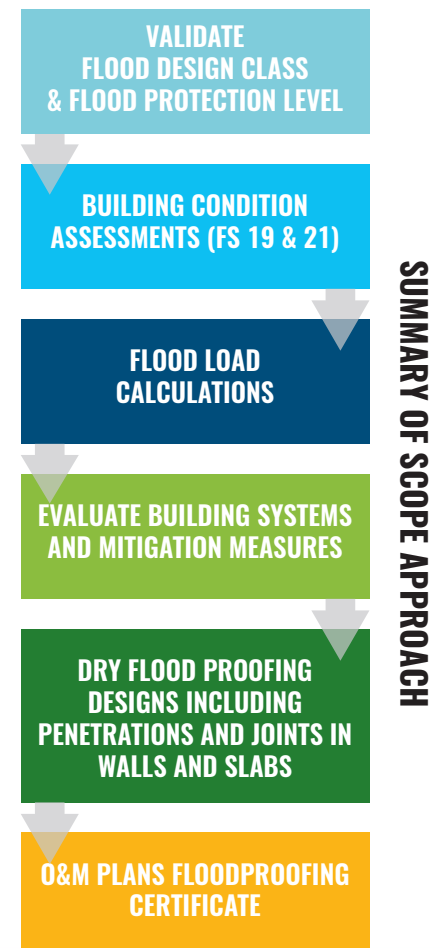 VALIDATE
FLOOD DESIGN CLASS
& FLOOD PROTECTION LEVEL
BUILDING CONDITION
ASSESSMENTS (FS 19 & 21)
FLOOD LOAD
CALCULATIONS
EVALUATE BUILDING SYSTEMS
AND MITIGATION MEASURES
DRY FLOOD PROOFING
DESIGNS INCLUDING
PENETRATIONS AND JOINTS IN
WALLS AND SLABS
O&M PLANS FLOODPROOFING
CERTIFICATE
SUMMARY OF SCOPE APPROACH